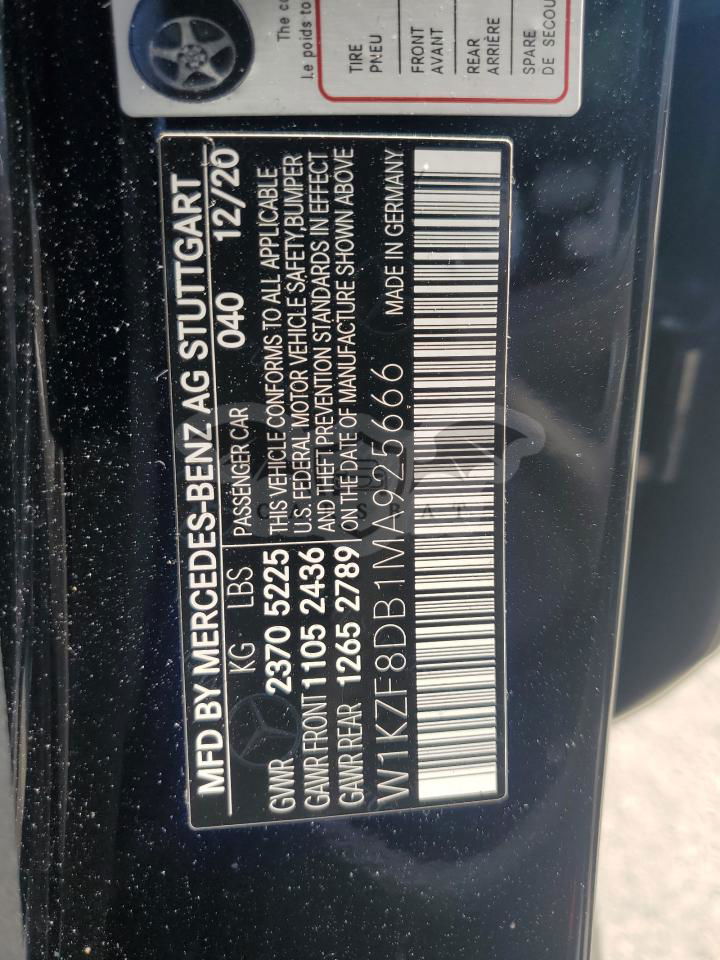 MFD BY MERCEDES-BENZ AG STUTTGART
KG LBS PASSENGER CAR 040 12/20
GVWR 2370 5225 THIS VEHICLE CONFORMS TO ALL APPLICABLE
U.S. FEDERAL MOTOR VEHICLE SAFETY,BUMPER
GAWR FRONT 1105 2436 AND THEFT PREVENTION STANDARDS IN EFFECT
GAWR REAR 1265 2789 ON THE DATE OF MANUFACTURE SHOWN ABOVE
W1KZF8DB1MA925666 MADE IN GERMANY
The
Le poids
TIRE
PNEU
FRONT
AVANT
REAR
ARRIÈRE
SPARE
DE